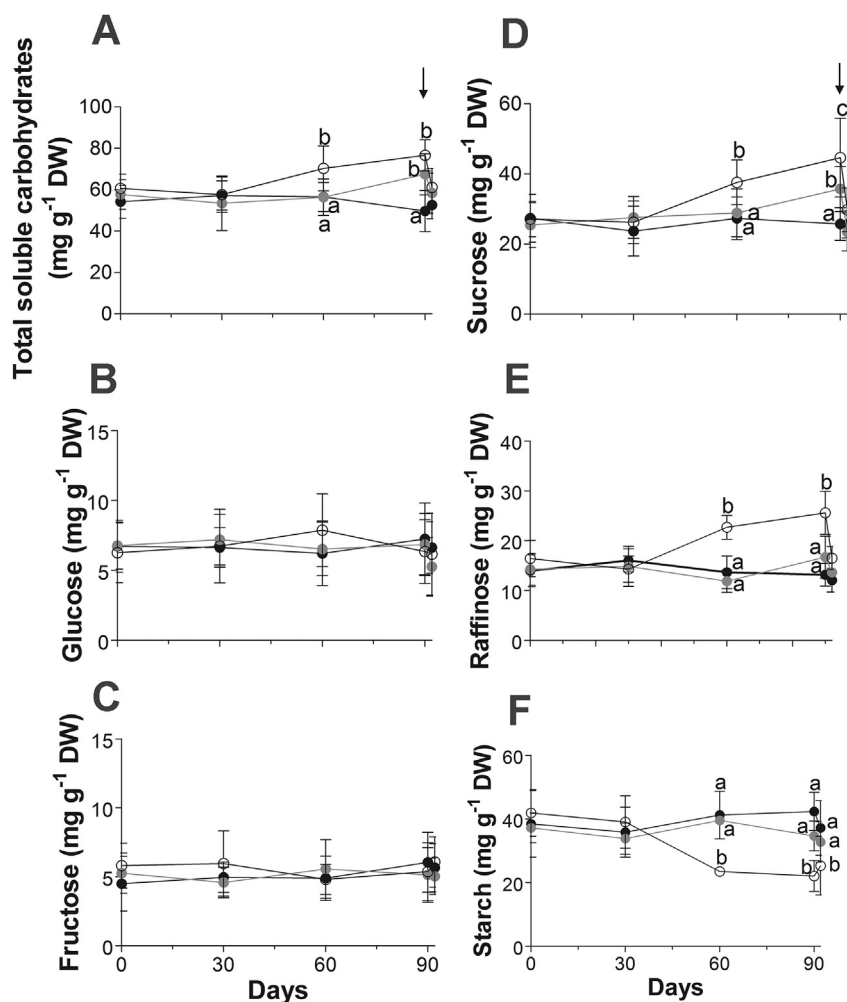 A
Total soluble carbohydrates
(mg g⁻¹ DW)
100
80
60
40
20
0
b
b
b
a
a
a
D
Sucrose (mg g⁻¹ DW)
60
40
20
0
b
c
b
a
a
a
B
Glucose (mg g⁻¹ DW)
15
10
5
0
E
Raffinose (mg g⁻¹ DW)
40
30
20
10
0
b
b
a
a
a
a
C
Fructose (mg g⁻¹ DW)
15
10
5
0
0 30 60 90
Days
F
Starch (mg g⁻¹ DW)
60
40
20
0
a
a
a
a
a
a
b
b
b
0 30 60 90
Days